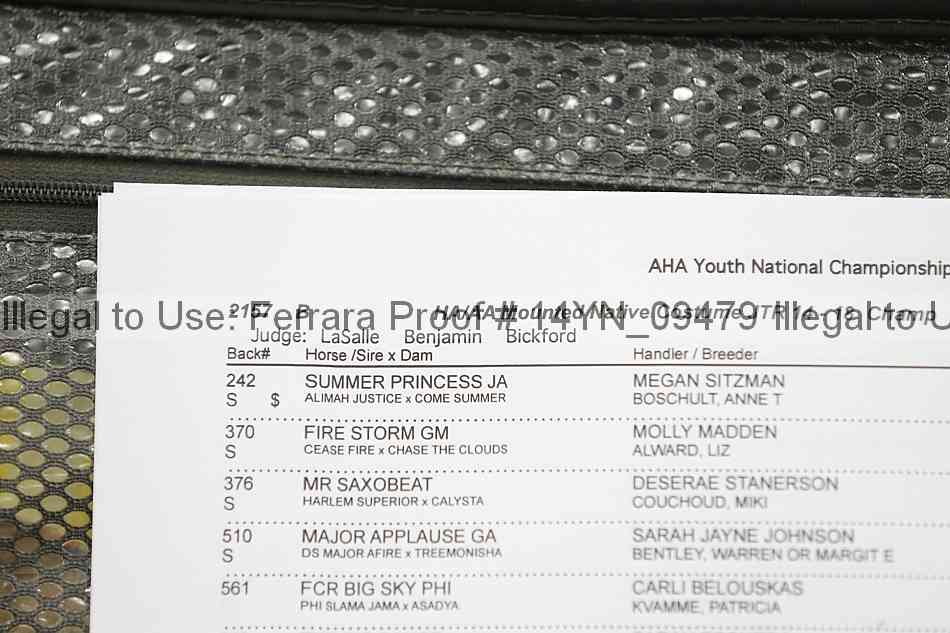 AHA Youth National Championship
2157 B HA/AA Mounted Native Costume JTR 14 - 18 Champ
Illegal to Use: Ferrara Proof # 14YN_09479 Illegal to U
Judge: LaSalle Benjamin Bickford
Back# Horse /Sire x Dam Handler / Breeder
242 SUMMER PRINCESS JA MEGAN SITZMAN
S $ ALIMAH JUSTICE x COME SUMMER BOSCHULT, ANNE T
370 FIRE STORM GM MOLLY MADDEN
S CEASE FIRE x CHASE THE CLOUDS ALWARD, LIZ
376 MR SAXOBEAT DESERAE STANERSON
S HARLEM SUPERIOR x CALYSTA COUCHOUD, MIKI
510 MAJOR APPLAUSE GA SARAH JAYNE JOHNSON
S DS MAJOR AFIRE x TREEMONISHA BENTLEY, WARREN OR MARGIT E
561 FCR BIG SKY PHI CARLI BELOUSKAS
PHI SLAMA JAMA x ASADYA KVAMME, PATRICIA